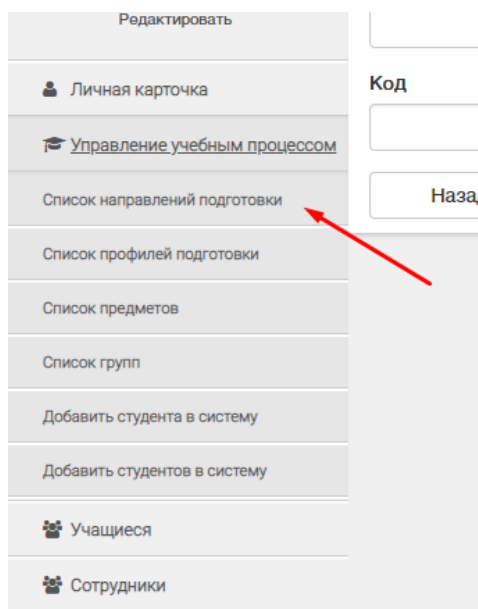 Редактировать
Личная карточка
Код
Управление учебным процессом
Список направлений подготовки
Назад
Список профилей подготовки
Список предметов
Список групп
Добавить студента в систему
Добавить студентов в систему
Учащиеся
Сотрудники